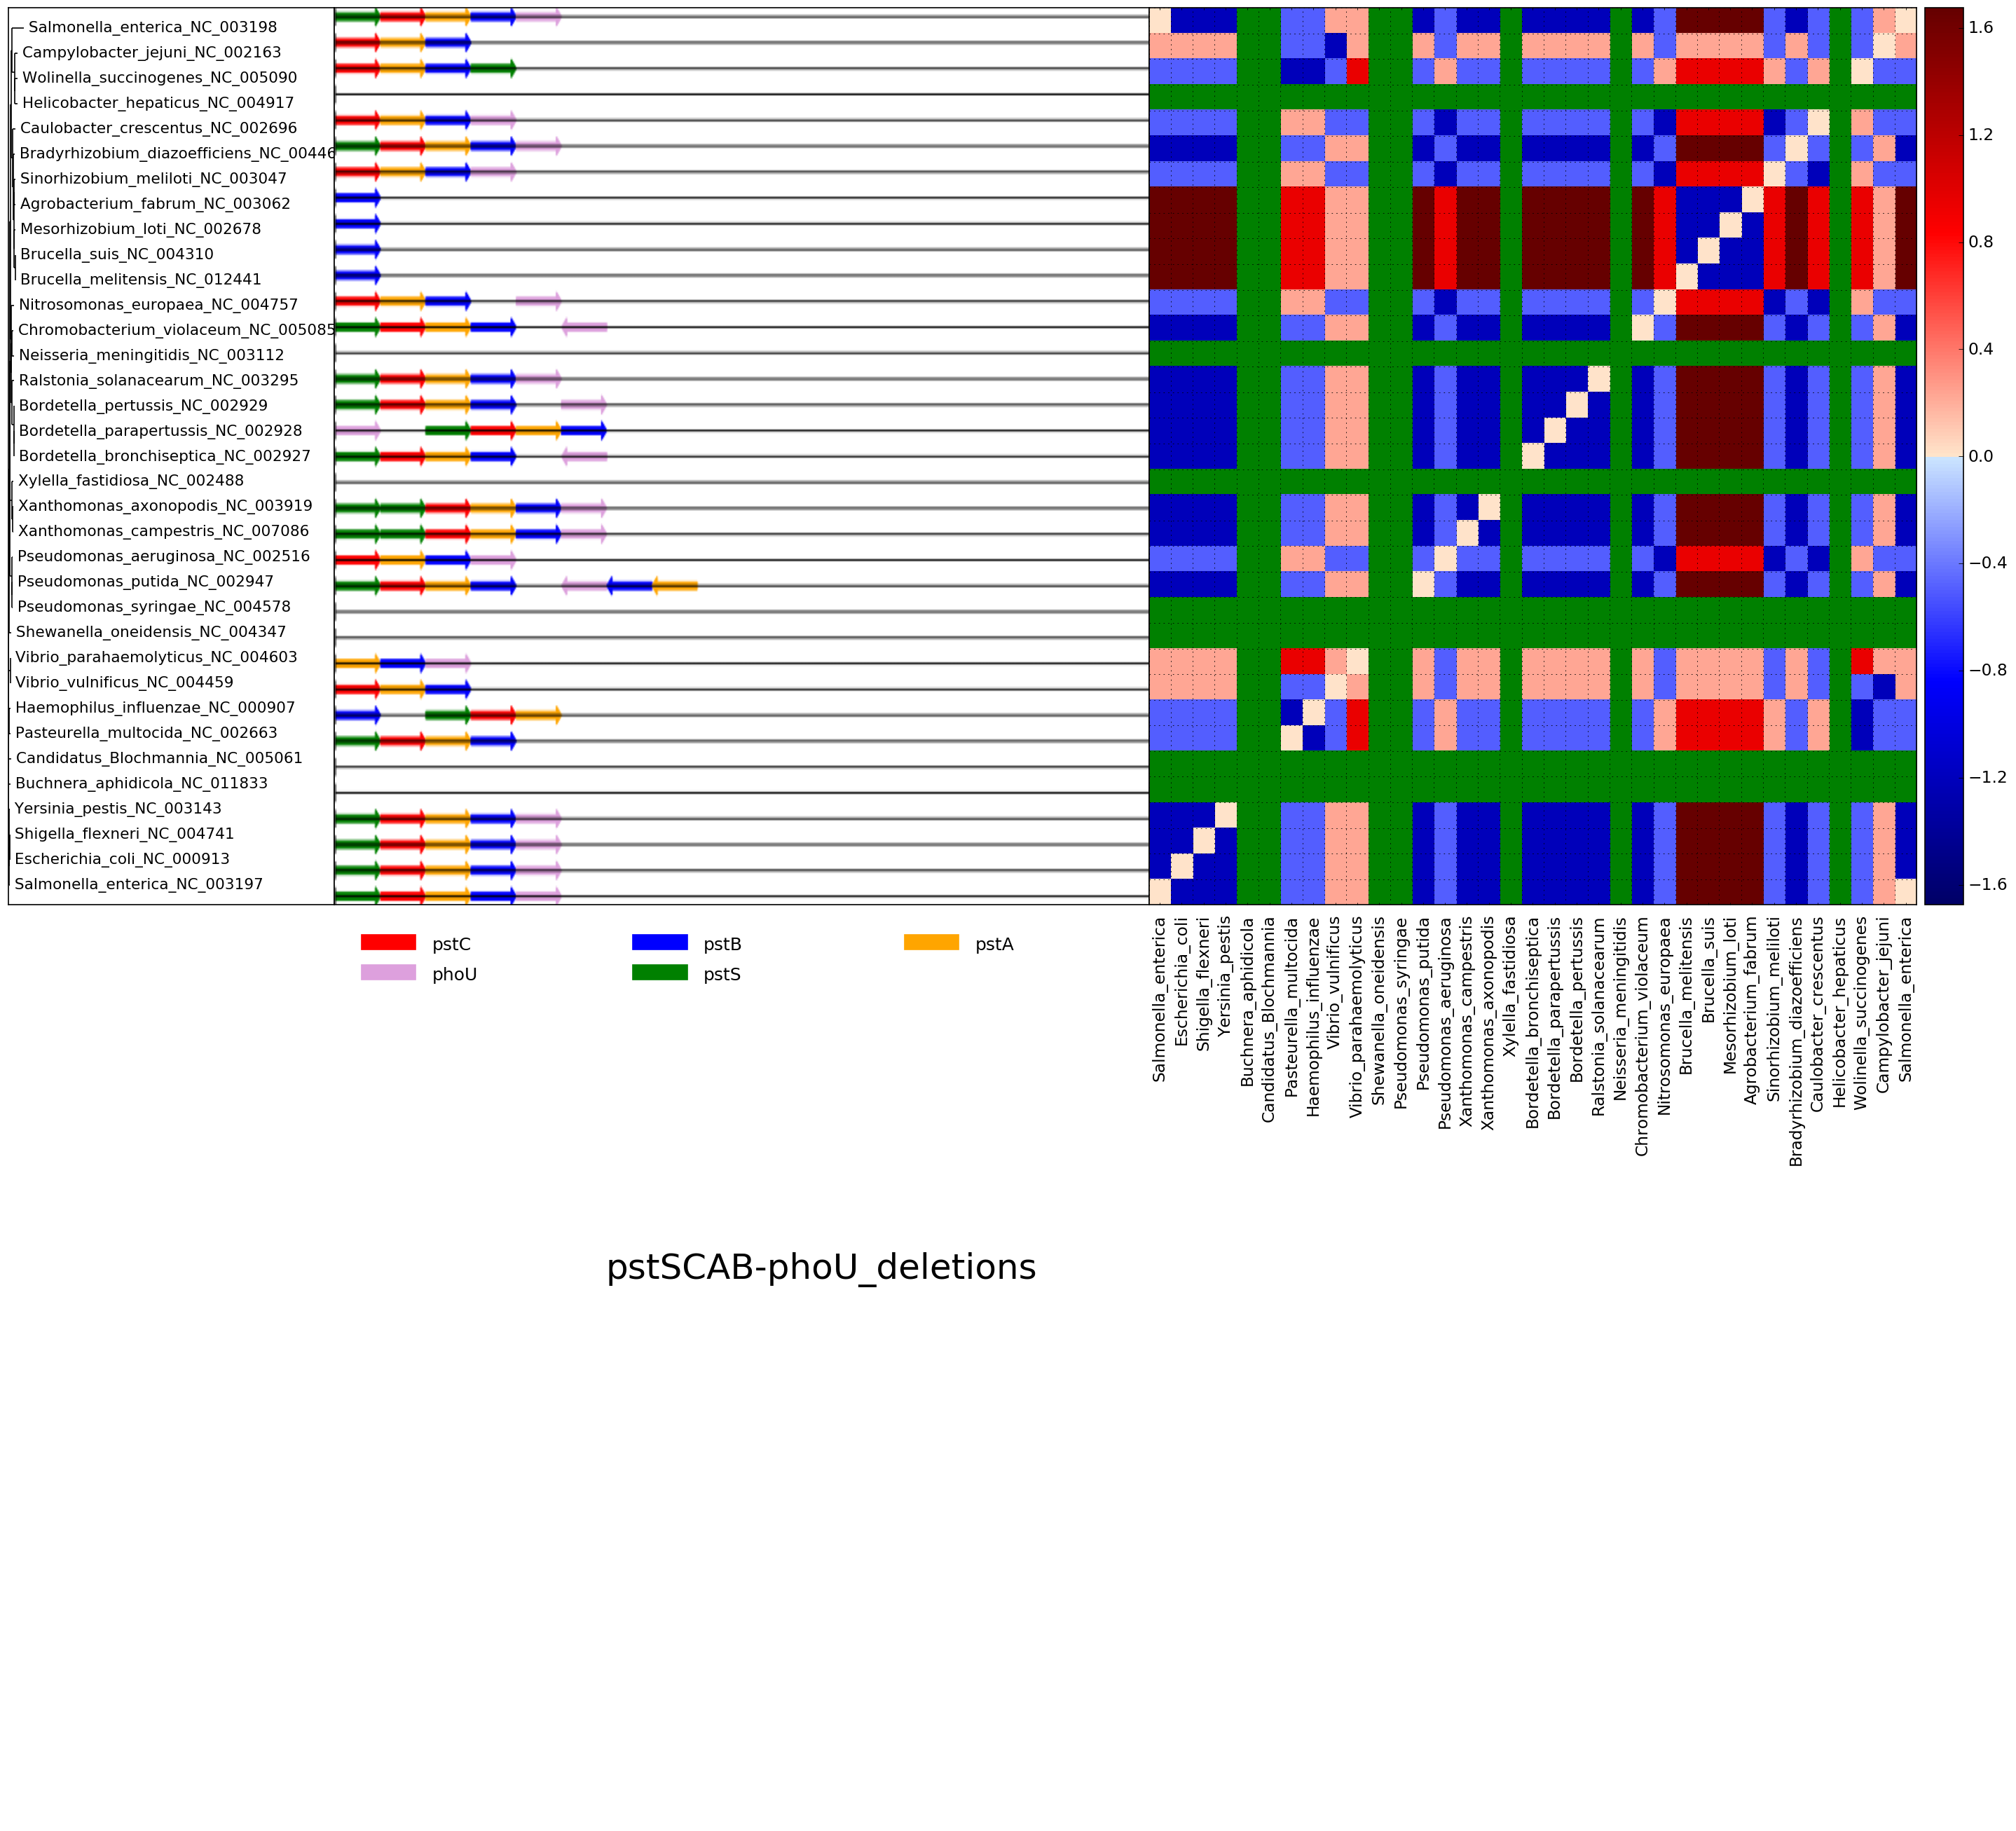 Salmonella_enterica_NC_003198
Campylobacter_jejuni_NC_002163
Wolinella_succinogenes_NC_005090
Helicobacter_hepaticus_NC_004917
Caulobacter_crescentus_NC_002696
Bradyrhizobium_diazoefficiens_NC_00446
Sinorhizobium_meliloti_NC_003047
Agrobacterium_fabrum_NC_003062
Mesorhizobium_loti_NC_002678
Brucella_suis_NC_004310
Brucella_melitensis_NC_012441
Nitrosomonas_europaea_NC_004757
Chromobacterium_violaceum_NC_005085
Neisseria_meningitidis_NC_003112
Ralstonia_solanacearum_NC_003295
Bordetella_pertussis_NC_002929
Bordetella_parapertussis_NC_002928
Bordetella_bronchiseptica_NC_002927
Xylella_fastidiosa_NC_002488
Xanthomonas_axonopodis_NC_003919
Xanthomonas_campestris_NC_007086
Pseudomonas_aeruginosa_NC_002516
Pseudomonas_putida_NC_002947
Pseudomonas_syringae_NC_004578
Shewanella_oneidensis_NC_004347
Vibrio_parahaemolyticus_NC_004603
Vibrio_vulnificus_NC_004459
Haemophilus_influenzae_NC_000907
Pasteurella_multocida_NC_002663
Candidatus_Blochmannia_NC_005061
Buchnera_aphidicola_NC_011833
Yersinia_pestis_NC_003143
Shigella_flexneri_NC_004741
Escherichia_coli_NC_000913
Salmonella_enterica_NC_003197
1.6
1.2
0.8
0.4
0.0
−0.4
−0.8
−1.2
−1.6
pstC
pstB
pstA
phoU
pstS
Salmonella_enterica
Escherichia_coli
Shigella_flexneri
Yersinia_pestis
Buchnera_aphidicola
Candidatus_Blochmannia
Pasteurella_multocida
Haemophilus_influenzae
Vibrio_vulnificus
Vibrio_parahaemolyticus
Shewanella_oneidensis
Pseudomonas_syringae
Pseudomonas_putida
Pseudomonas_aeruginosa
Xanthomonas_campestris
Xanthomonas_axonopodis
Xylella_fastidiosa
Bordetella_bronchiseptica
Bordetella_parapertussis
Bordetella_pertussis
Ralstonia_solanacearum
Neisseria_meningitidis
Chromobacterium_violaceum
Nitrosomonas_europaea
Brucella_melitensis
Brucella_suis
Mesorhizobium_loti
Agrobacterium_fabrum
Sinorhizobium_meliloti
Bradyrhizobium_diazoefficiens
Caulobacter_crescentus
Helicobacter_hepaticus
Wolinella_succinogenes
Campylobacter_jejuni
Salmonella_enterica
pstSCAB-phoU_deletions